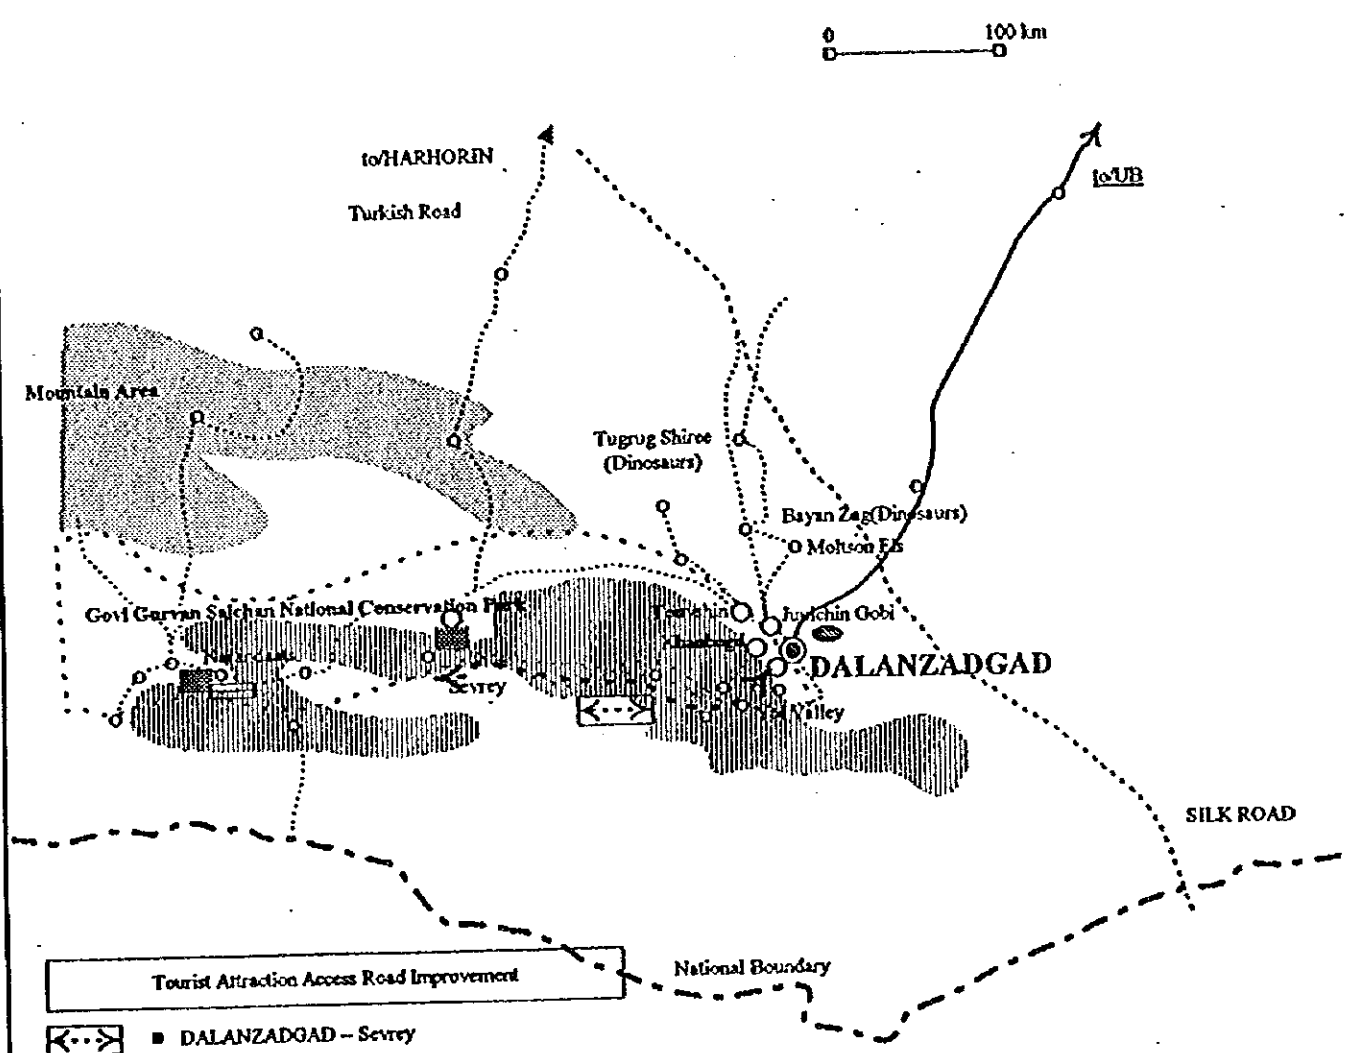 0 100 km
to/HARHORIN
to/UB
Turkish Road
Mountain Area
Tugrug Shiree
(Dinosaurs)
Bayan Zag(Dinosaurs)
Moltson Els
Govi Gurvan Saichan National Conservation Park
Juulchin Gobi
DALANZADGAD
Sevrey
Valley
SILK ROAD
National Boundary
Tourist Attraction Access Road Improvement
■ DALANZADGAD – Sevrey